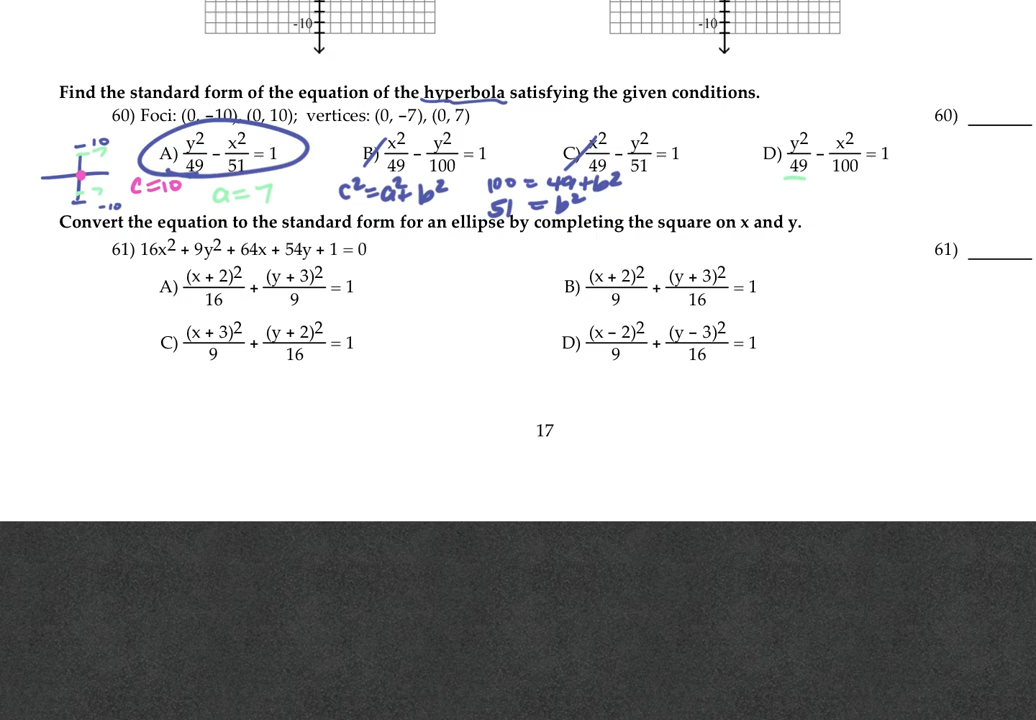 -10 -10
Find the standard form of the equation of the hyperbola satisfying the given conditions.
60) Foci: (0, -10), (0, 10); vertices: (0, -7), (0, 7) 60) ______
A) y²/49 - x²/51 = 1 B) x²/49 - y²/100 = 1 C) x²/49 - y²/51 = 1 D) y²/49 - x²/100 = 1
-10
-7
-7
-10
c=10 a=7 c²=a²+b² 100 = 49+b²
51 = b²
Convert the equation to the standard form for an ellipse by completing the square on x and y.
61) 16x² + 9y² + 64x + 54y + 1 = 0 61) ______
A) (x + 2)²/16 + (y + 3)²/9 = 1 B) (x + 2)²/9 + (y + 3)²/16 = 1
C) (x + 3)²/9 + (y + 2)²/16 = 1 D) (x - 2)²/9 + (y - 3)²/16 = 1
17